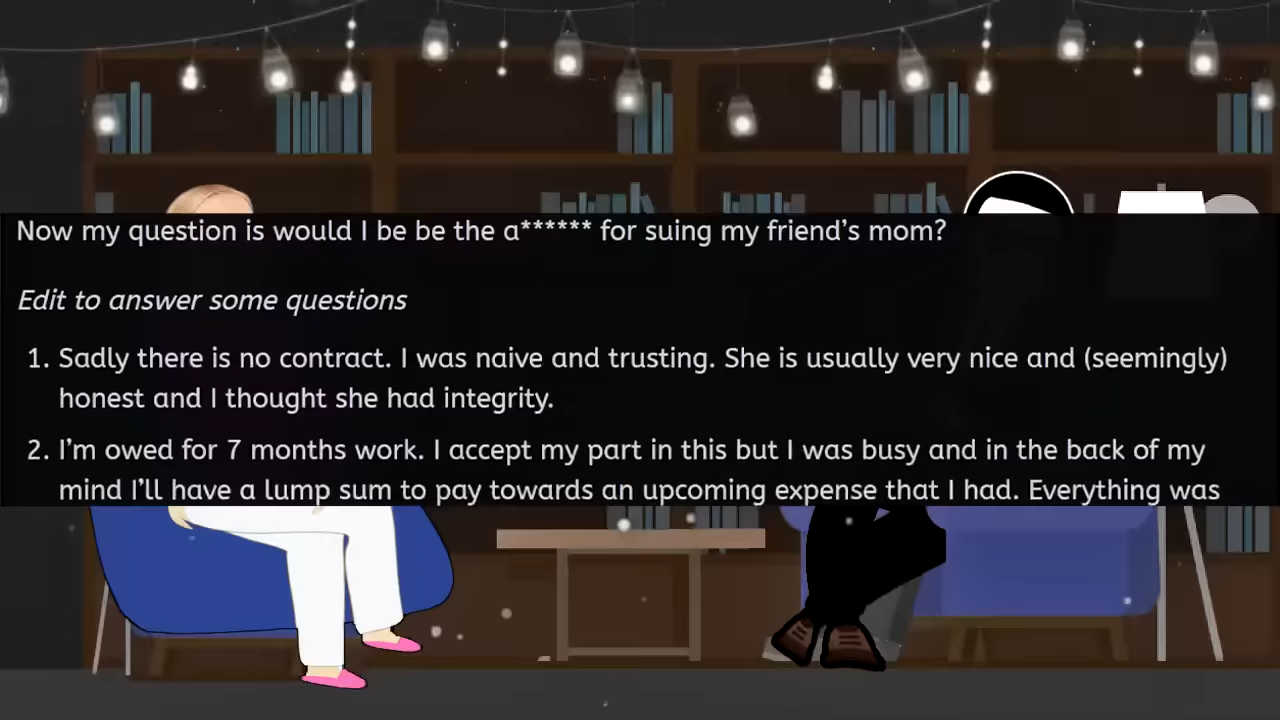 Now my question is would I be be the a****** for suing my friend’s mom?
Edit to answer some questions
1. Sadly there is no contract. I was naive and trusting. She is usually very nice and (seemingly)
honest and I thought she had integrity.
2. I’m owed for 7 months work. I accept my part in this but I was busy and in the back of my
mind I’ll have a lump sum to pay towards an upcoming expense that I had. Everything was